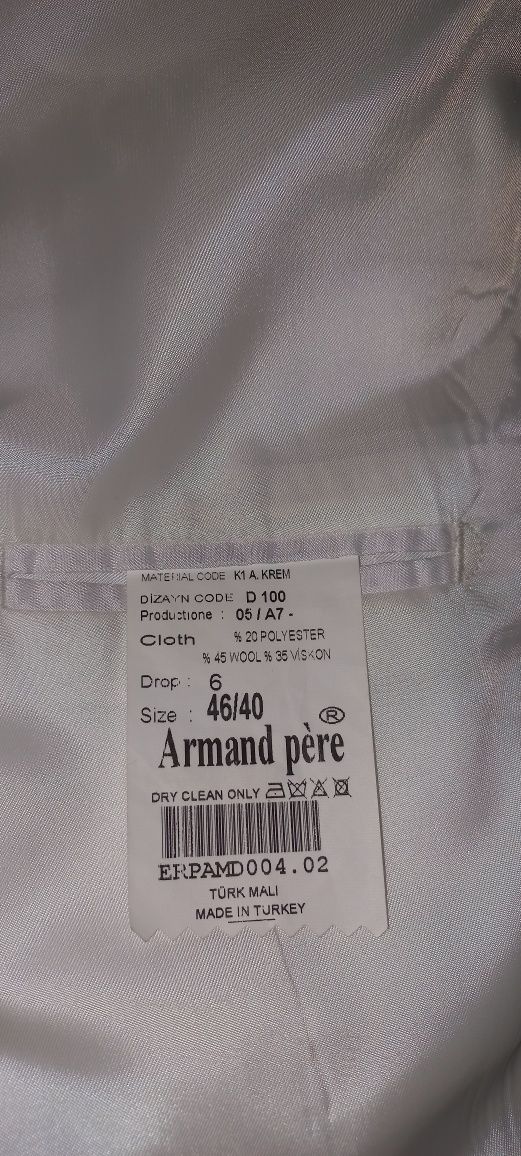 MATERIAL CODE K1 A. KREM
DİZAYN CODE D 100
Productione : 05 / A7 -
Cloth % 20 POLYESTER
% 45 WOOL % 35 VİSKON
Drop : 6
Size : 46/40
®
Armand père
DRY CLEAN ONLY
ERPAMD004.02
TÜRK MALI
MADE IN TURKEY